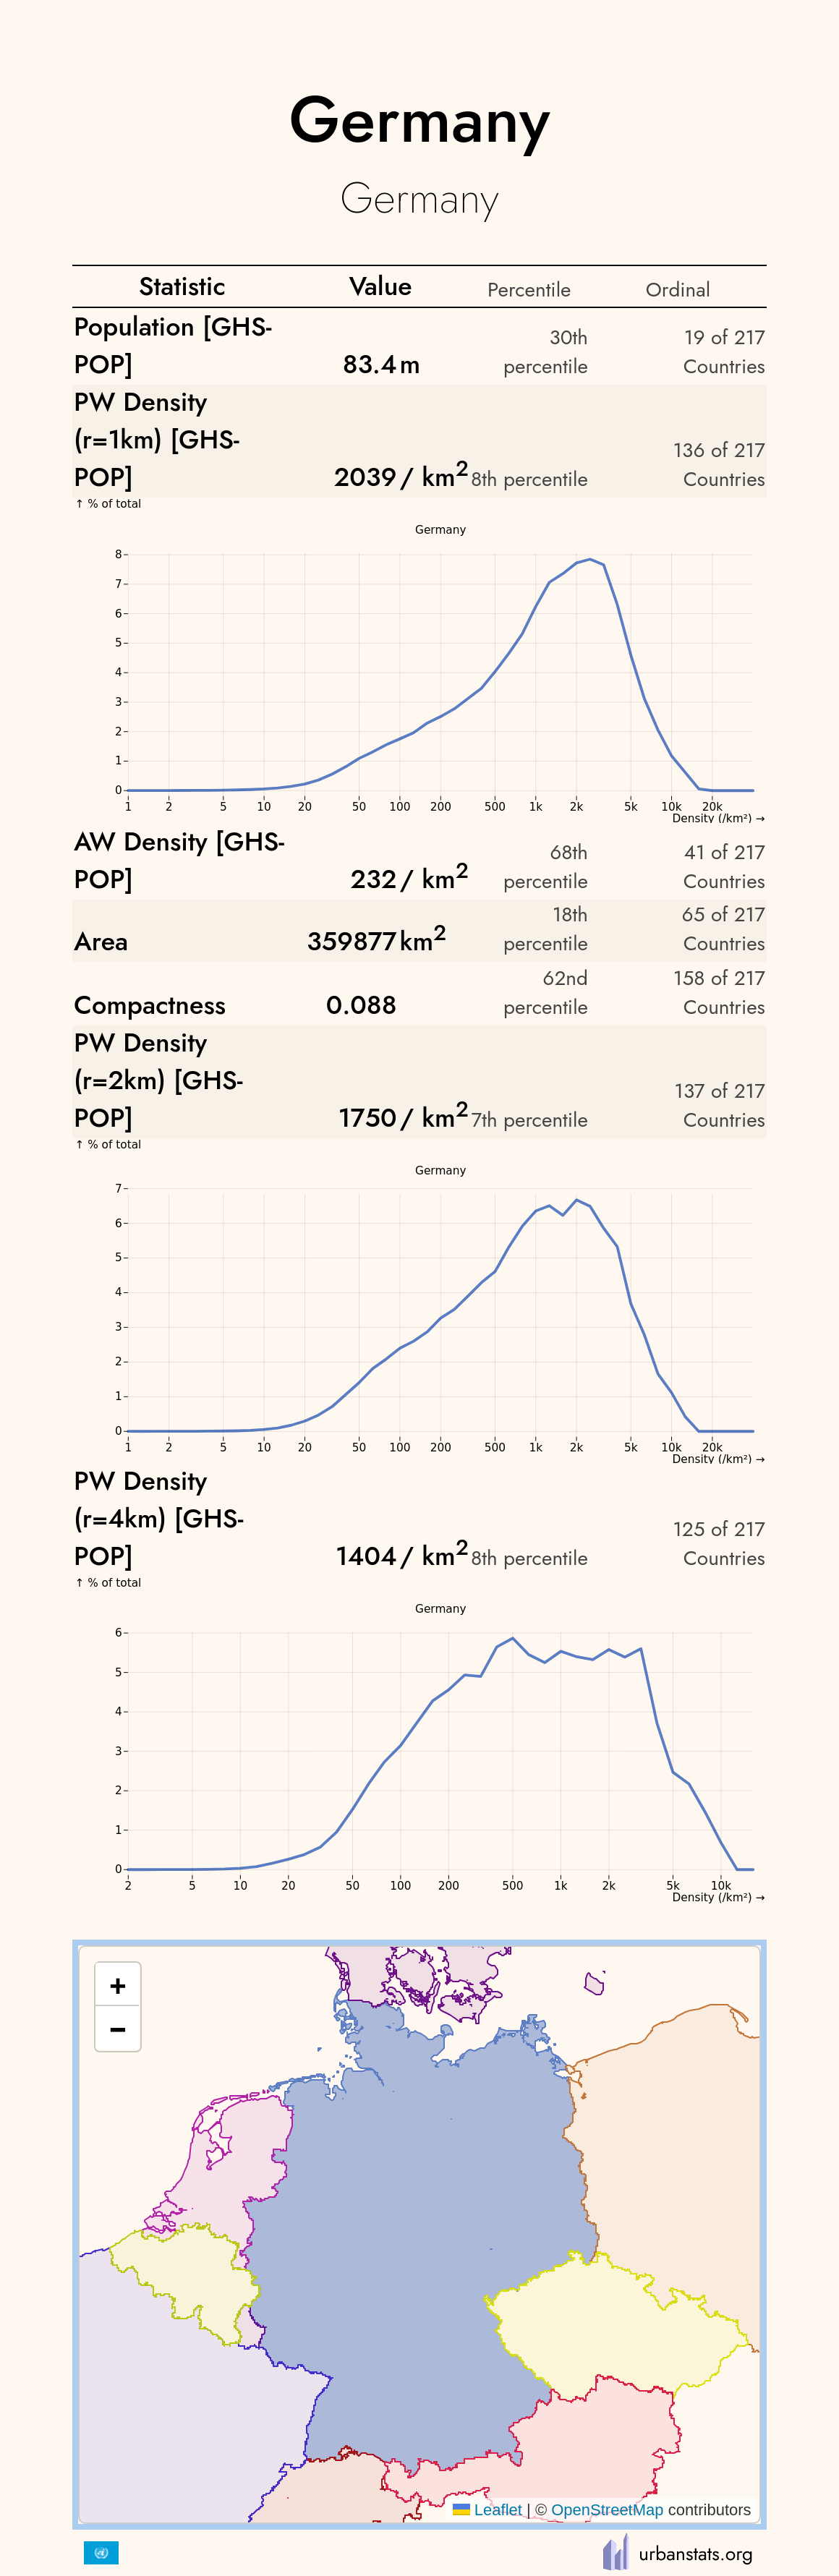 Germany
Germany
Statistic Value Percentile Ordinal
Population [GHS-
POP] 83.4 m 30th percentile 19 of 217 Countries
PW Density
(r=1km) [GHS-
POP] 2039 / km² 8th percentile 136 of 217 Countries
↑ % of total
Germany
8
7
6
5
4
3
2
1
0
1 2 5 10 20 50 100 200 500 1k 2k 5k 10k 20k
Density (/km²) →
AW Density [GHS-
POP] 232 / km² 68th percentile 41 of 217 Countries
Area 359877 km² 18th percentile 65 of 217 Countries
Compactness 0.088 62nd percentile 158 of 217 Countries
PW Density
(r=2km) [GHS-
POP] 1750 / km² 7th percentile 137 of 217 Countries
↑ % of total
Germany
7
6
5
4
3
2
1
0
1 2 5 10 20 50 100 200 500 1k 2k 5k 10k 20k
Density (/km²) →
PW Density
(r=4km) [GHS-
POP] 1404 / km² 8th percentile 125 of 217 Countries
↑ % of total
Germany
6
5
4
3
2
1
0
2 5 10 20 50 100 200 500 1k 2k 5k 10k
Density (/km²) →
+
−
Leaflet | © OpenStreetMap contributors
urbanstats.org